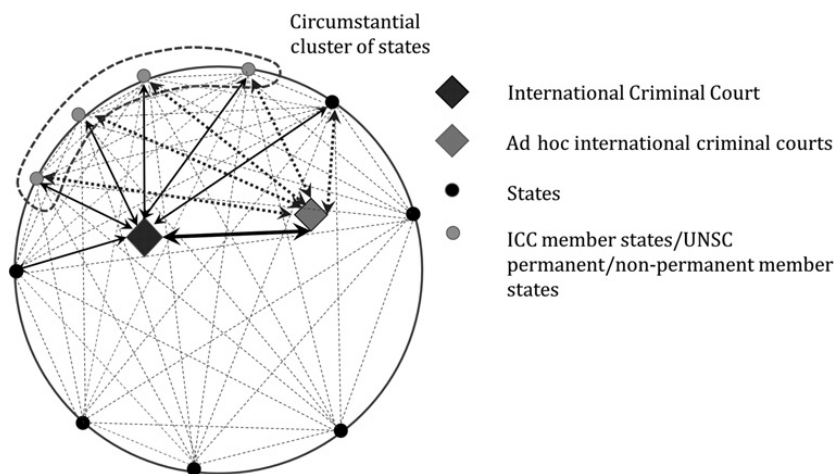 Circumstantial
cluster of states
International Criminal Court
Ad hoc international criminal courts
States
ICC member states/UNSC
permanent/non-permanent member
states